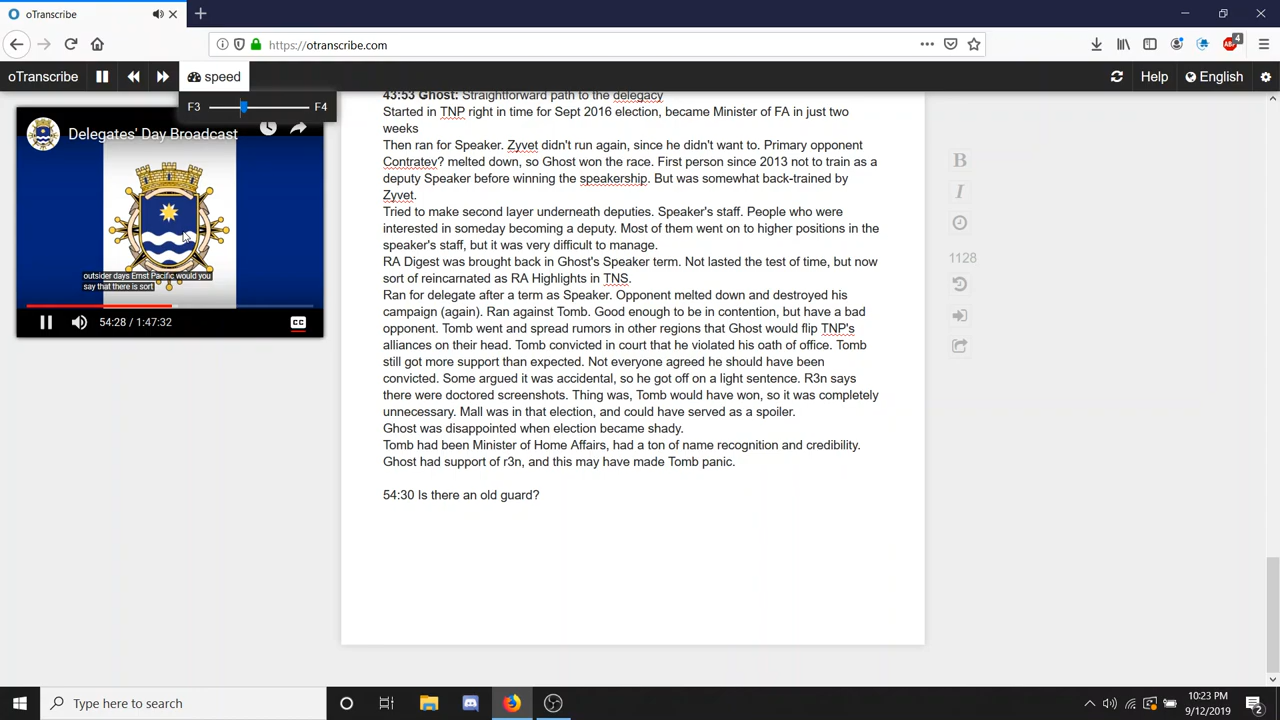 oTranscribe
https://otranscribe.com
4
oTranscribe
speed
Help
English
F3
F4
Delegates' Day Broadcast
outsider days Ernst Pacific would you
say that there is sort
54:28 / 1:47:32
43:53 Ghost: Straightforward path to the delegacy
Started in TNP right in time for Sept 2016 election, became Minister of FA in just two
weeks
Then ran for Speaker. Zyvet didn't run again, since he didn't want to. Primary opponent
Contratev? melted down, so Ghost won the race. First person since 2013 not to train as a
deputy Speaker before winning the speakership. But was somewhat back-trained by
Zyvet.
Tried to make second layer underneath deputies. Speaker's staff. People who were
interested in someday becoming a deputy. Most of them went on to higher positions in the
speaker's staff, but it was very difficult to manage.
RA Digest was brought back in Ghost's Speaker term. Not lasted the test of time, but now
sort of reincarnated as RA Highlights in TNS.
Ran for delegate after a term as Speaker. Opponent melted down and destroyed his
campaign (again). Ran against Tomb. Good enough to be in contention, but have a bad
opponent. Tomb went and spread rumors in other regions that Ghost would flip TNP's
alliances on their head. Tomb convicted in court that he violated his oath of office. Tomb
still got more support than expected. Not everyone agreed he should have been
convicted. Some argued it was accidental, so he got off on a light sentence. R3n says
there were doctored screenshots. Thing was, Tomb would have won, so it was completely
unnecessary. Mall was in that election, and could have served as a spoiler.
Ghost was disappointed when election became shady.
Tomb had been Minister of Home Affairs, had a ton of name recognition and credibility.
Ghost had support of r3n, and this may have made Tomb panic.
54:30 Is there an old guard?
B
I
1128
Type here to search
10:23 PM
9/12/2019
2